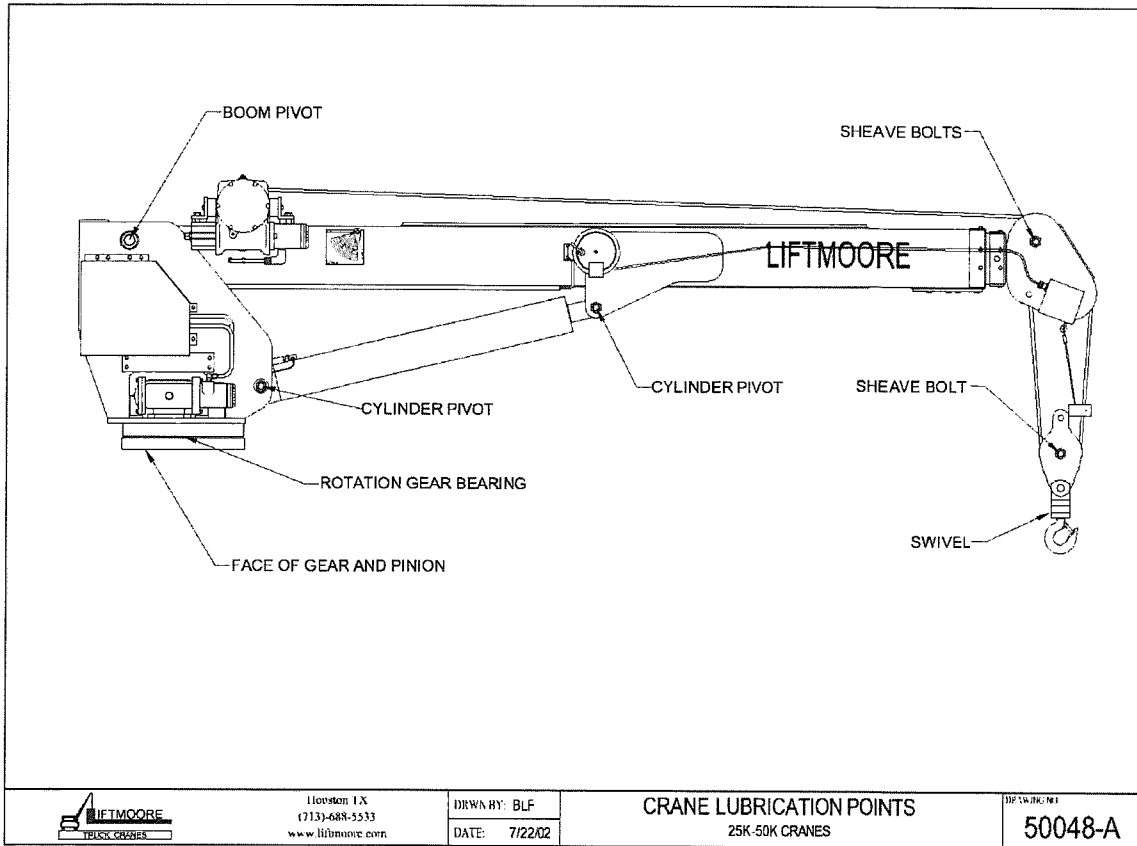 BOOM PIVOT
SHEAVE BOLTS
LIFTMOORE
CYLINDER PIVOT
SHEAVE BOLT
CYLINDER PIVOT
ROTATION GEAR BEARING
SWIVEL
FACE OF GEAR AND PINION
LIFTMOORE
TRUCK CRANES
Houston TX
(713)-688-5533
www.liftmoore.com
DRWN BY: BLF
DATE: 7/22/02
CRANE LUBRICATION POINTS
25K-50K CRANES
DRAWING NO
50048-A